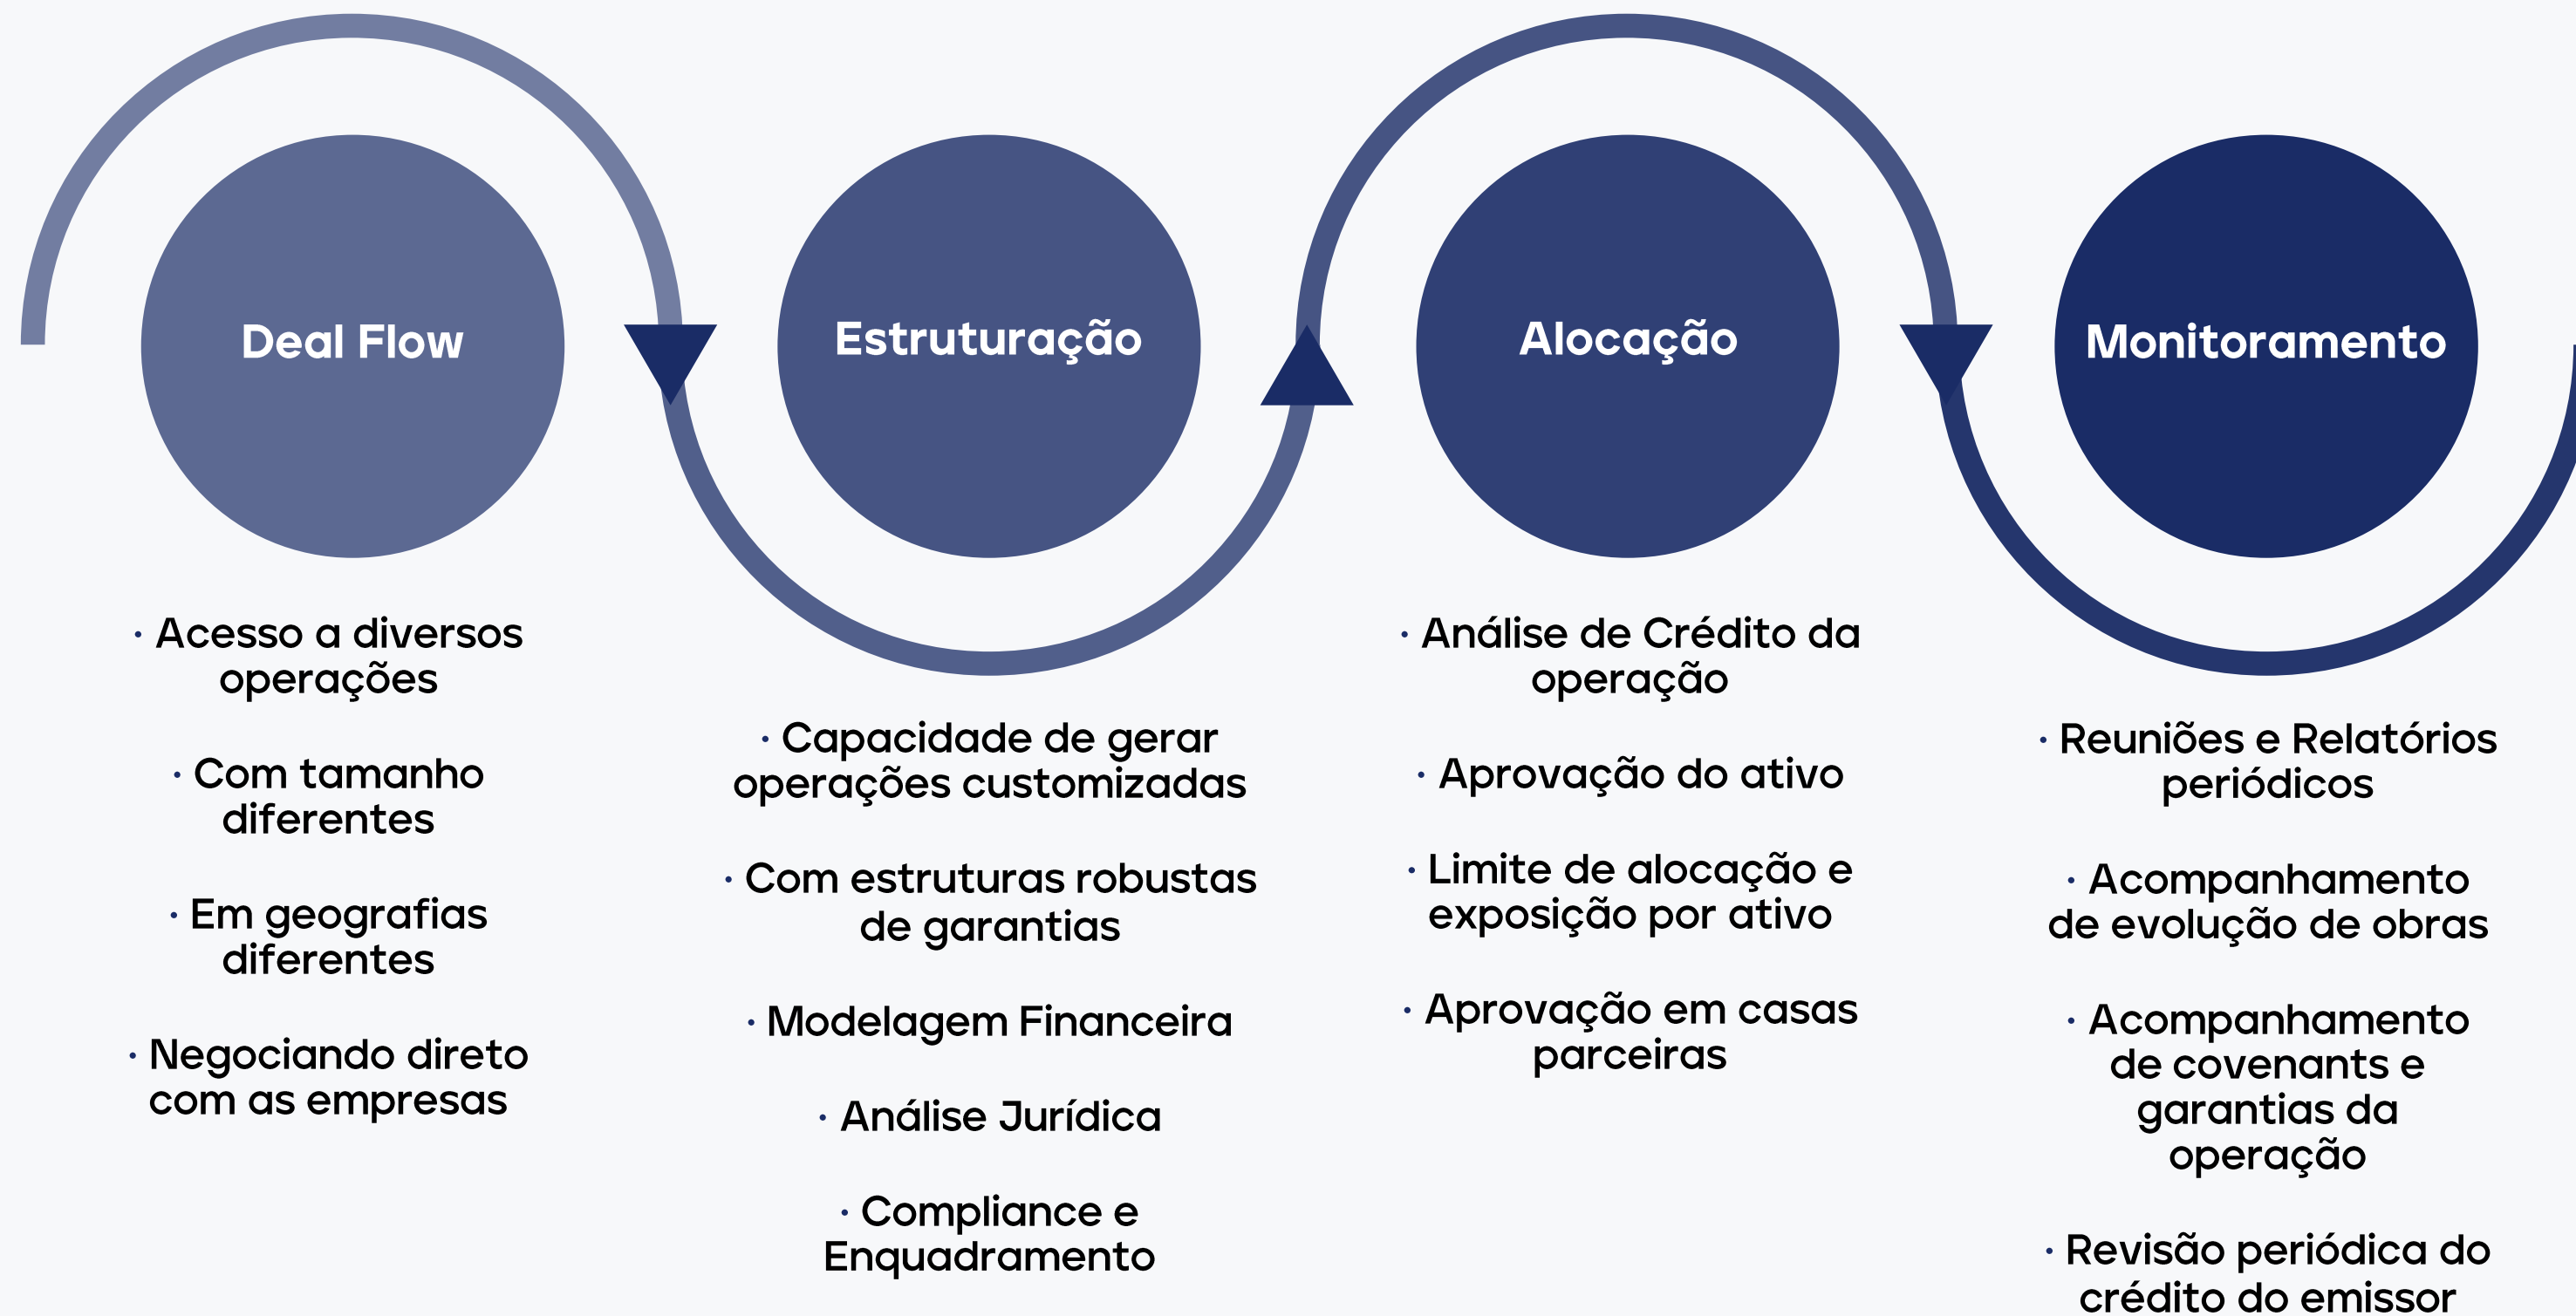 Deal Flow
· Acesso a diversos
operações
· Com tamanho
diferentes
· Em geografias
diferentes
· Negociando direto
com as empresas
Estruturação
· Capacidade de gerar
operações customizadas
· Com estruturas robustas
de garantias
· Modelagem Financeira
· Análise Jurídica
· Compliance e
Enquadramento
Alocação
· Análise de Crédito da
operação
· Aprovação do ativo
· Limite de alocação e
exposição por ativo
· Aprovação em casas
parceiras
Monitoramento
· Reuniões e Relatórios
periódicos
· Acompanhamento
de evolução de obras
· Acompanhamento
de covenants e
garantias da
operação
· Revisão periódica do
crédito do emissor